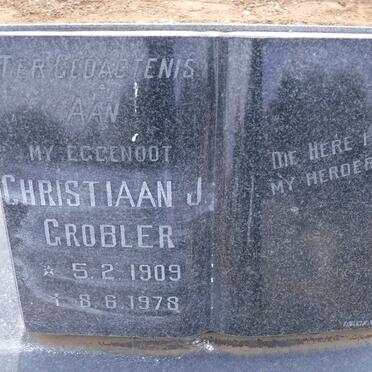 TER GEDAGTENIS
AAN
MY EGGENOOT
CHRISTIAAN J.
GROBLER
☆ 5.2.1909
† 8.6.1978
DIE HERE I
MY HERDER